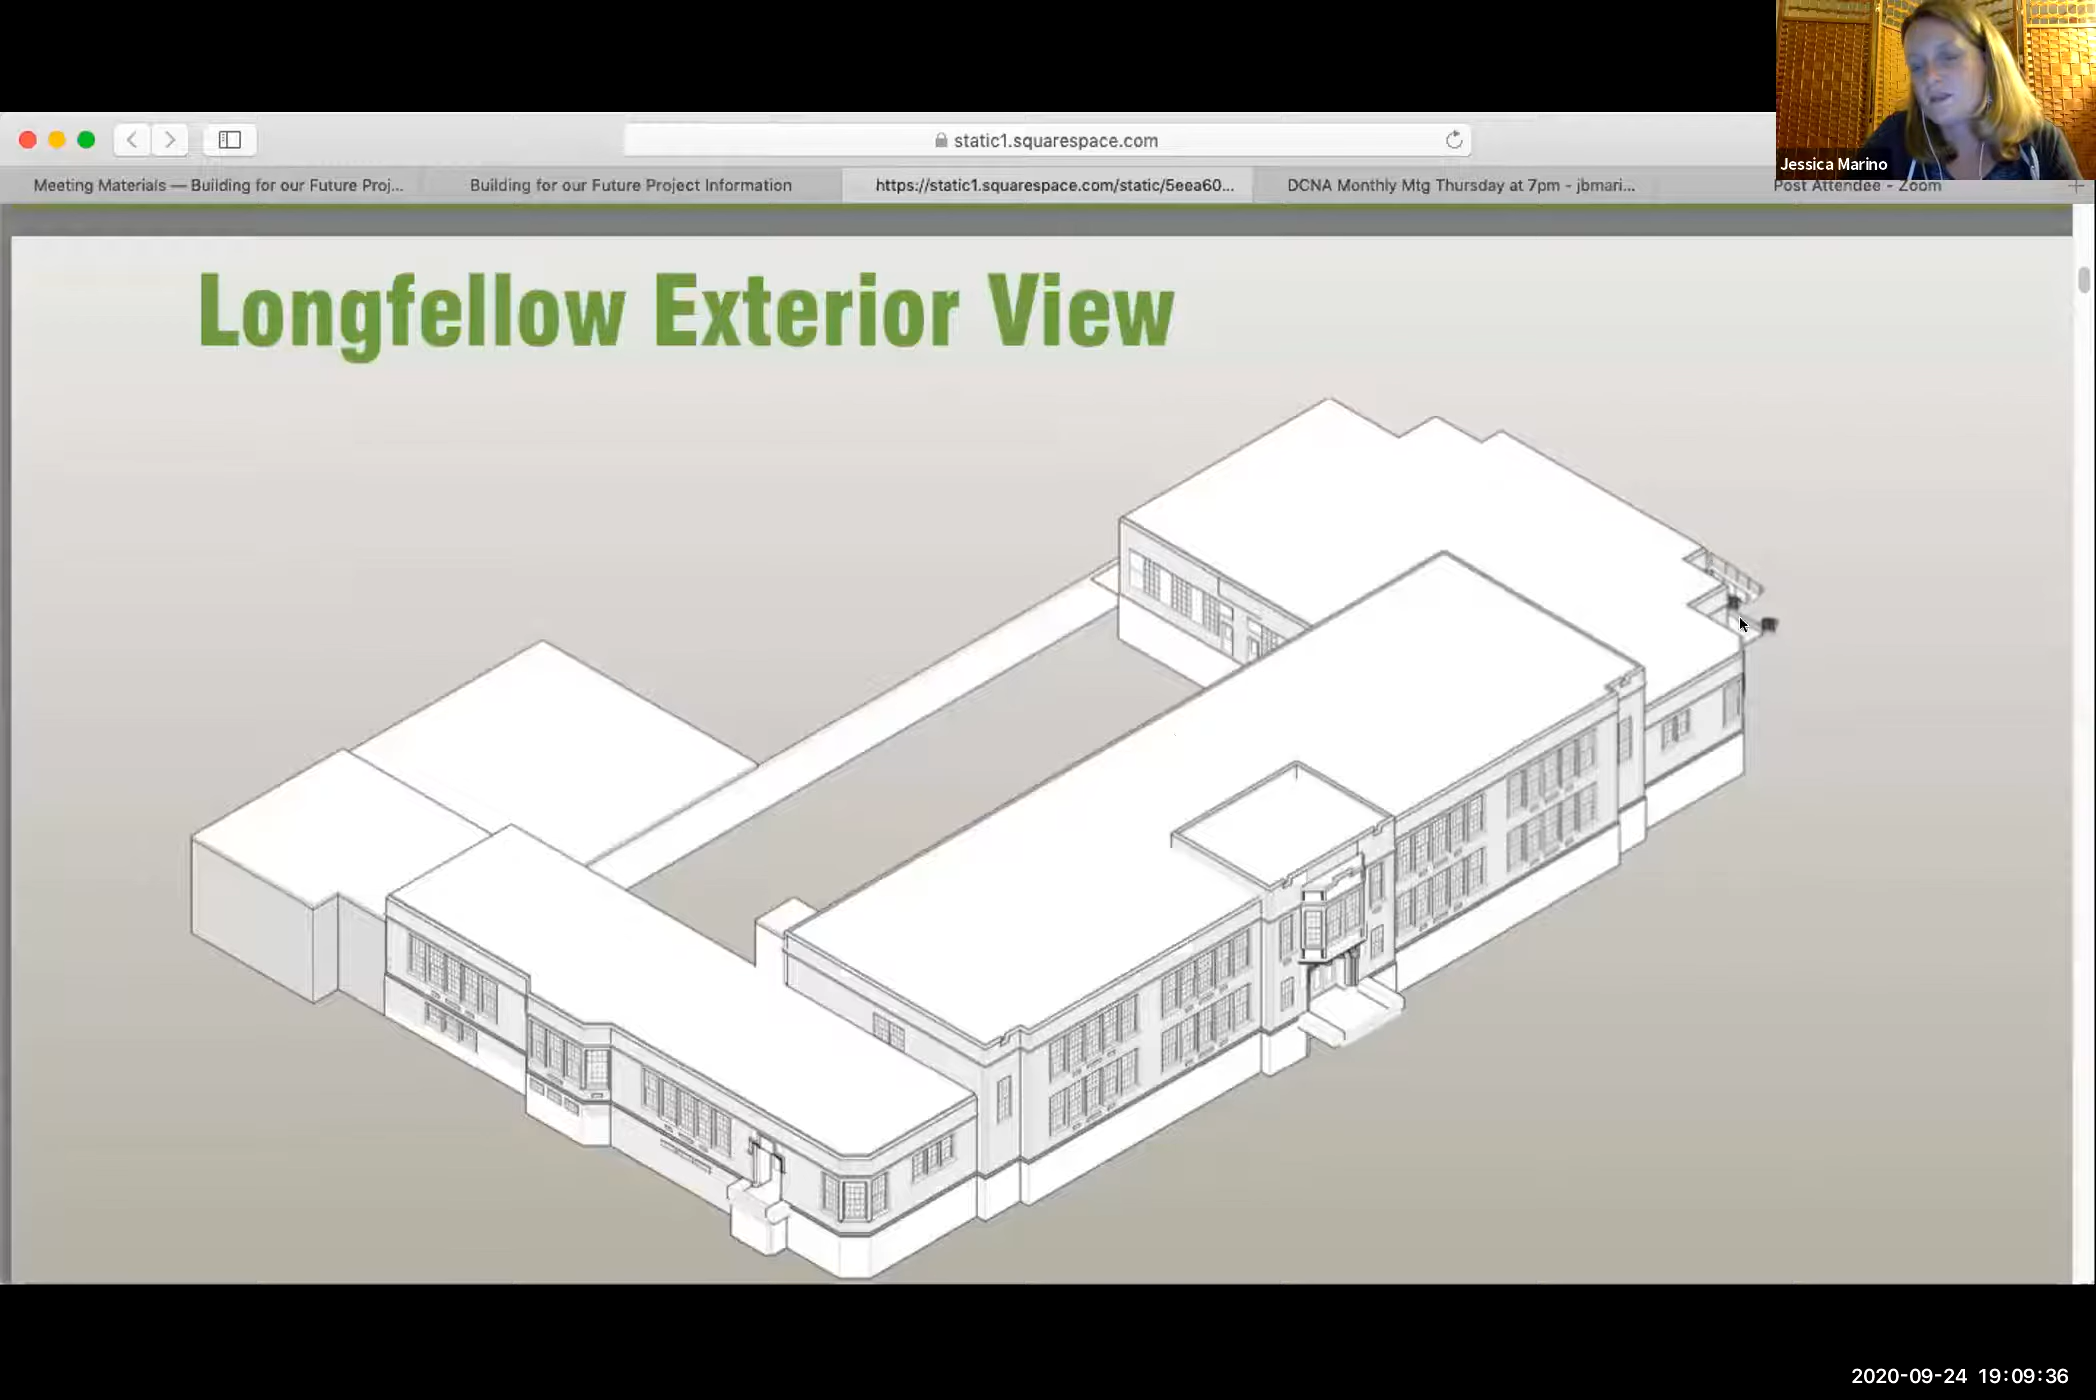 Jessica Marino
static1.squarespace.com
Meeting Materials — Building for our Future Proj...
Building for our Future Project Information
https://static1.squarespace.com/static/5eea60...
DCNA Monthly Mtg Thursday at 7pm - jbmari...
Post Attendee - Zoom
Longfellow Exterior View
2020-09-24 19:09:36